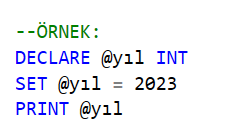 --ÖRNEK:
DECLARE @yıl INT
SET @yıl = 2023
PRINT @yıl